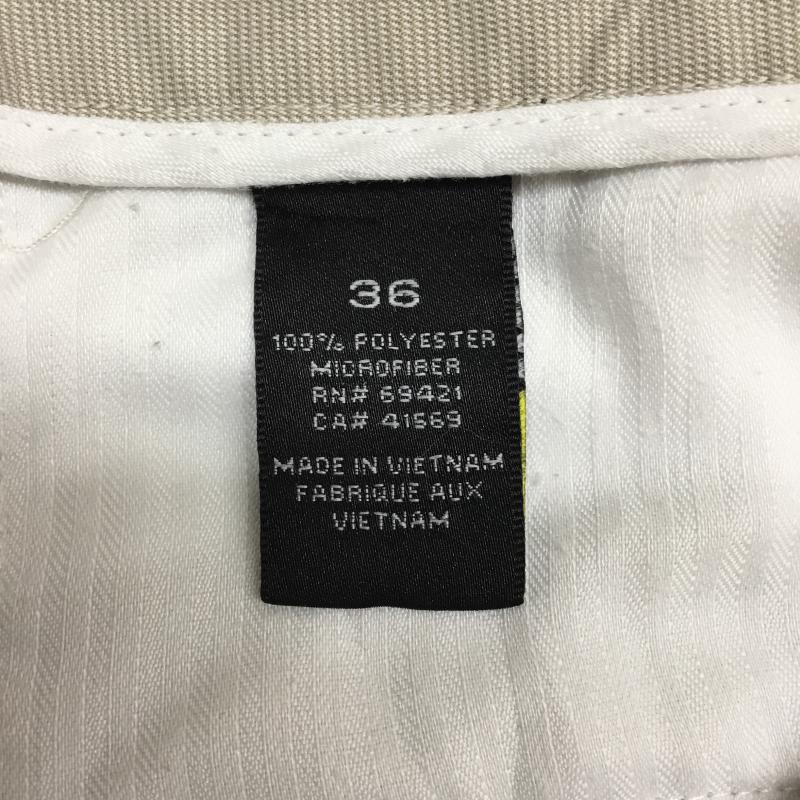 36
100% POLYESTER
MICROFIBER
RN# 69421
CA# 41569
MADE IN VIETNAM
FABRIQUE AUX
VIETNAM